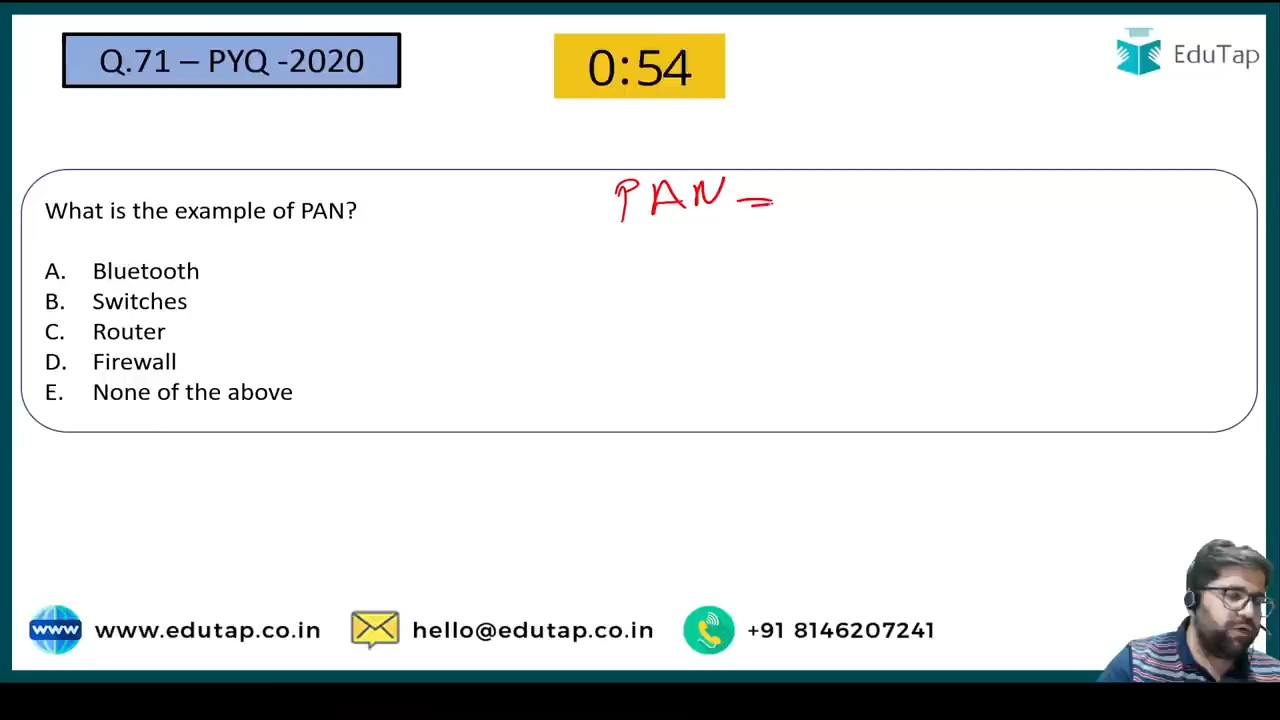 Q.71 – PYQ -2020
0:54
EduTap
PAN =
What is the example of PAN?
A. Bluetooth
B. Switches
C. Router
D. Firewall
E. None of the above
www
www.edutap.co.in
hello@edutap.co.in
+91 8146207241